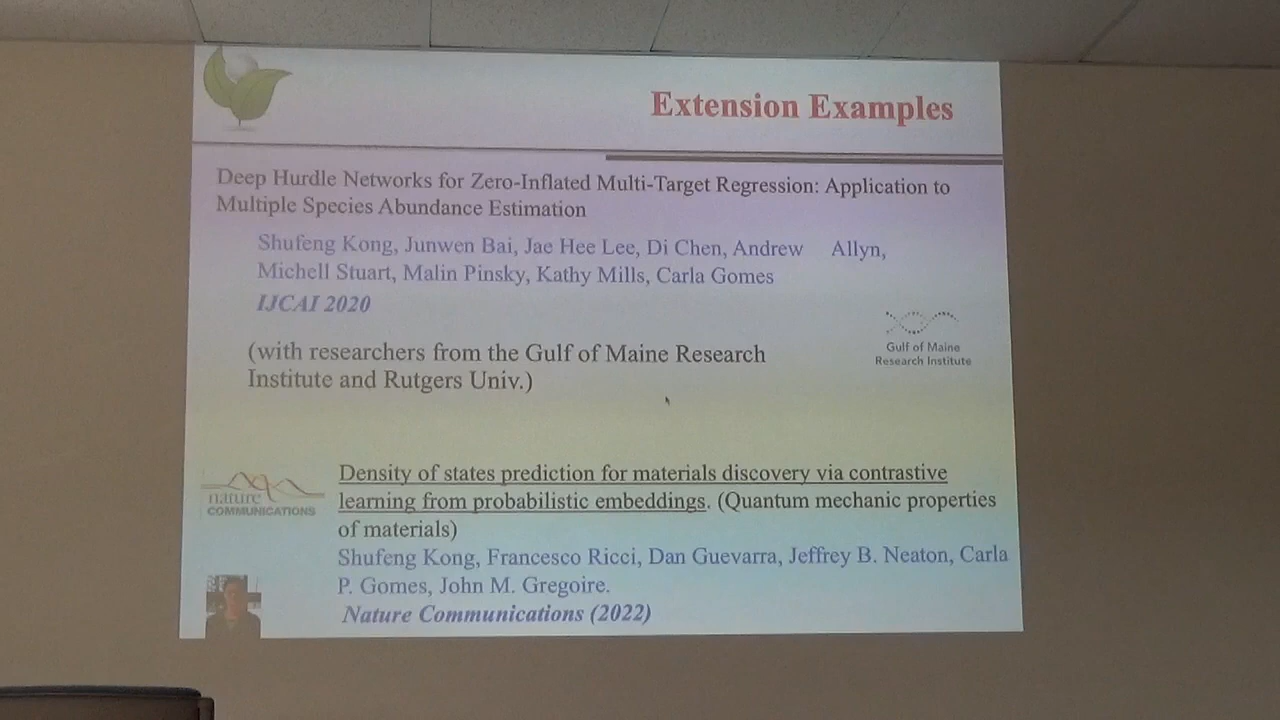 Extension Examples
Deep Hurdle Networks for Zero-Inflated Multi-Target Regression: Application to
Multiple Species Abundance Estimation
Shufeng Kong, Junwen Bai, Jae Hee Lee, Di Chen, Andrew Allyn,
Michell Stuart, Malin Pinsky, Kathy Mills, Carla Gomes
IJCAI 2020
(with researchers from the Gulf of Maine Research
Institute and Rutgers Univ.)
Gulf of Maine
Research Institute
nature
COMMUNICATIONS
Density of states prediction for materials discovery via contrastive
learning from probabilistic embeddings. (Quantum mechanic properties
of materials)
Shufeng Kong, Francesco Ricci, Dan Guevarra, Jeffrey B. Neaton, Carla
P. Gomes, John M. Gregoire.
Nature Communications (2022)